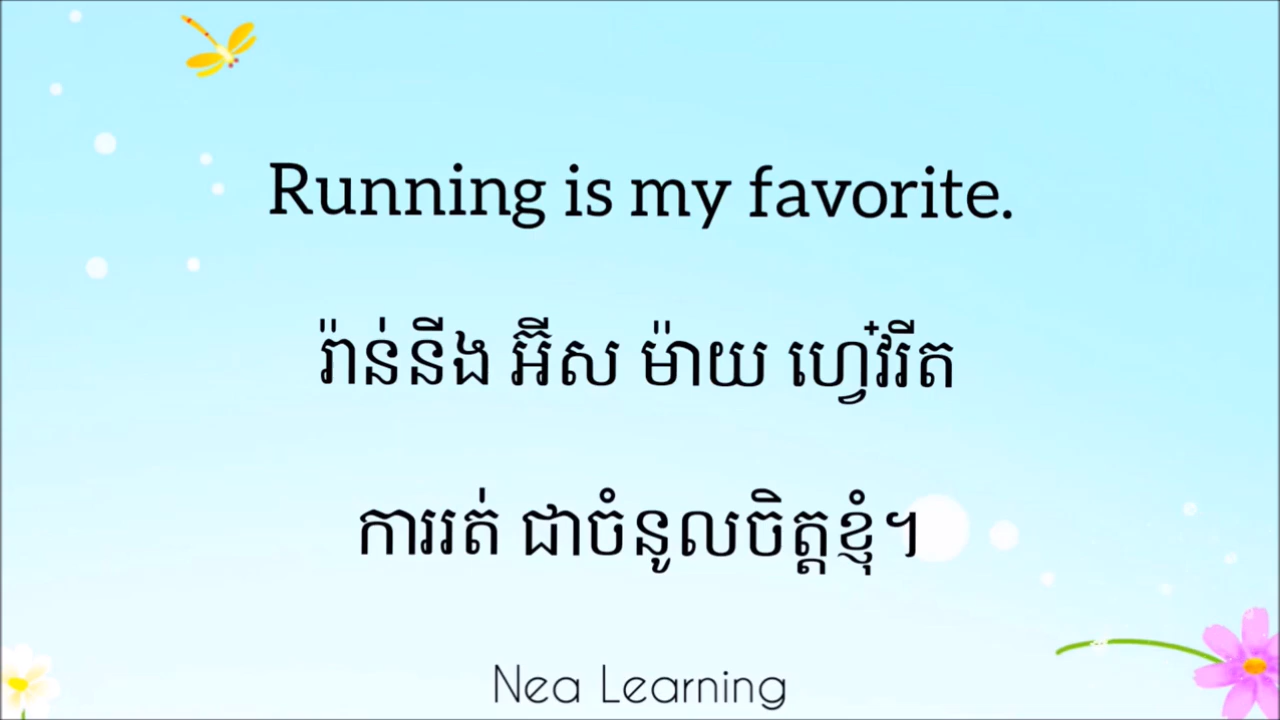 Running is my favorite.
រ៉ាន់នីង អ៊ីស ម៉ាយ ហ្វេវ៎រីត
ការរត់ ជាចំនូលចិត្តខ្ញុំ។
Nea Learning